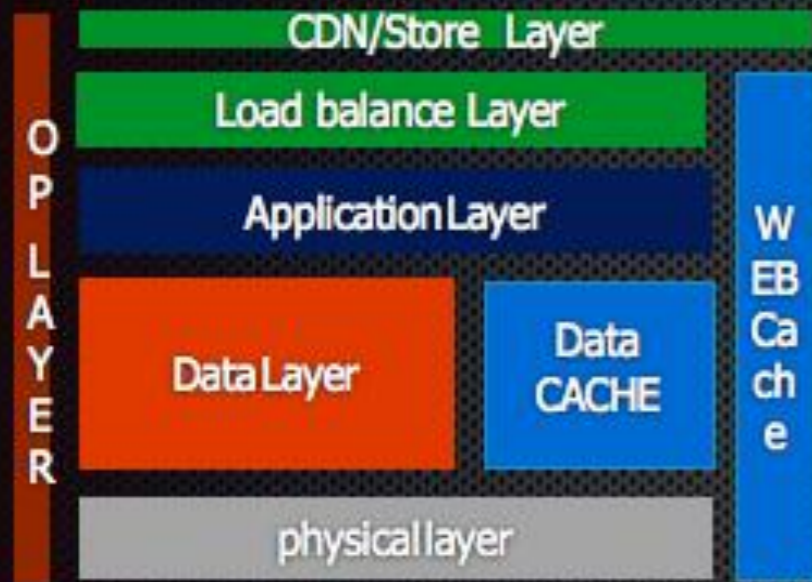 CDN/Store Layer
Load balance Layer
Application Layer
Data Layer
Data
CACHE
physical layer
O
P
L
A
Y
E
R
W
EB
Ca
ch
e